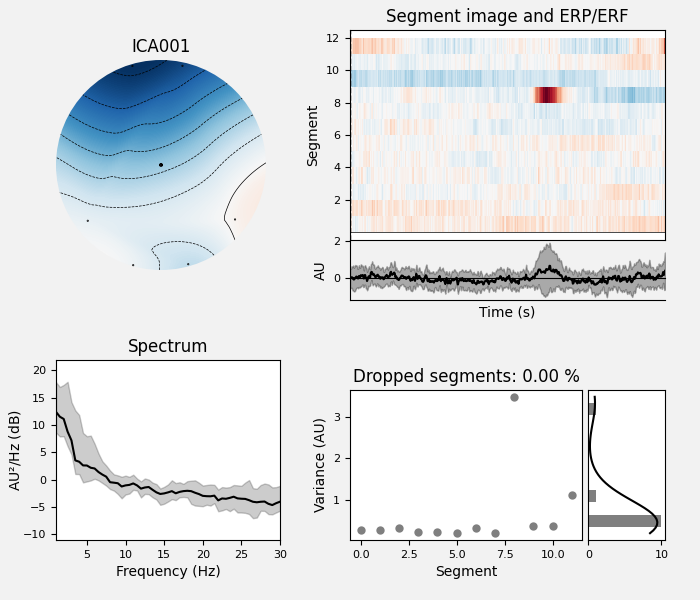 ICA001
Segment image and ERP/ERF
12
10
8
6
4
2
Segment
2
0
AU
Time (s)
Spectrum
20
15
10
5
0
−5
−10
AU²/Hz (dB)
5 10 15 20 25 30
Frequency (Hz)
Dropped segments: 0.00 %
3
2
1
Variance (AU)
0.0 2.5 5.0 7.5 10.0
Segment
0 10